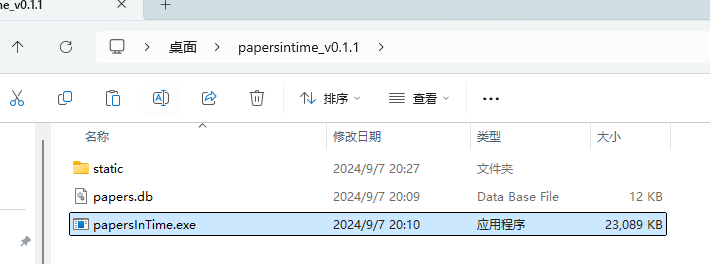 me_v0.1.1
桌面 papersintime_v0.1.1
排序 查看
名称 修改日期 类型 大小
static 2024/9/7 20:27 文件夹
papers.db 2024/9/7 20:09 Data Base File 12 KB
papersInTime.exe 2024/9/7 20:10 应用程序 23,089 KB